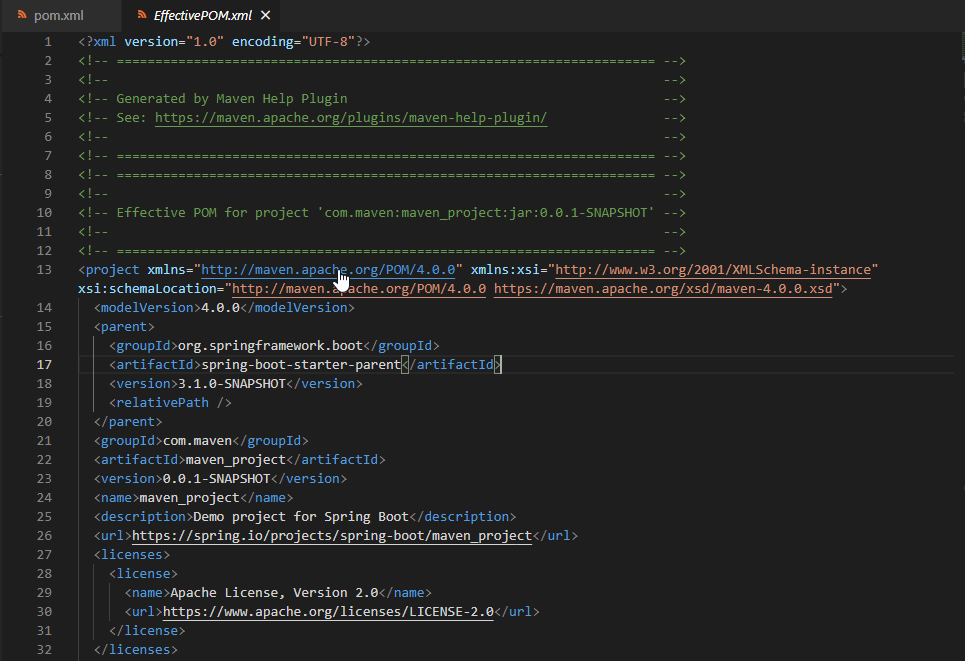 pom.xml EffectivePOM.xml
1 <?xml version="1.0" encoding="UTF-8"?>
2 <!-- ====================================================================== -->
3 <!-- -->
4 <!-- Generated by Maven Help Plugin -->
5 <!-- See: https://maven.apache.org/plugins/maven-help-plugin/ -->
6 <!-- -->
7 <!-- ====================================================================== -->
8 <!-- ====================================================================== -->
9 <!-- -->
10 <!-- Effective POM for project 'com.maven:maven_project:jar:0.0.1-SNAPSHOT' -->
11 <!-- -->
12 <!-- ====================================================================== -->
13 <project xmlns="http://maven.apache.org/POM/4.0.0" xmlns:xsi="http://www.w3.org/2001/XMLSchema-instance"
xsi:schemaLocation="http://maven.apache.org/POM/4.0.0 https://maven.apache.org/xsd/maven-4.0.0.xsd">
14 <modelVersion>4.0.0</modelVersion>
15 <parent>
16 <groupId>org.springframework.boot</groupId>
17 <artifactId>spring-boot-starter-parent</artifactId>
18 <version>3.1.0-SNAPSHOT</version>
19 <relativePath />
20 </parent>
21 <groupId>com.maven</groupId>
22 <artifactId>maven_project</artifactId>
23 <version>0.0.1-SNAPSHOT</version>
24 <name>maven_project</name>
25 <description>Demo project for Spring Boot</description>
26 <url>https://spring.io/projects/spring-boot/maven_project</url>
27 <licenses>
28 <license>
29 <name>Apache License, Version 2.0</name>
30 <url>https://www.apache.org/licenses/LICENSE-2.0</url>
31 </license>
32 </licenses>